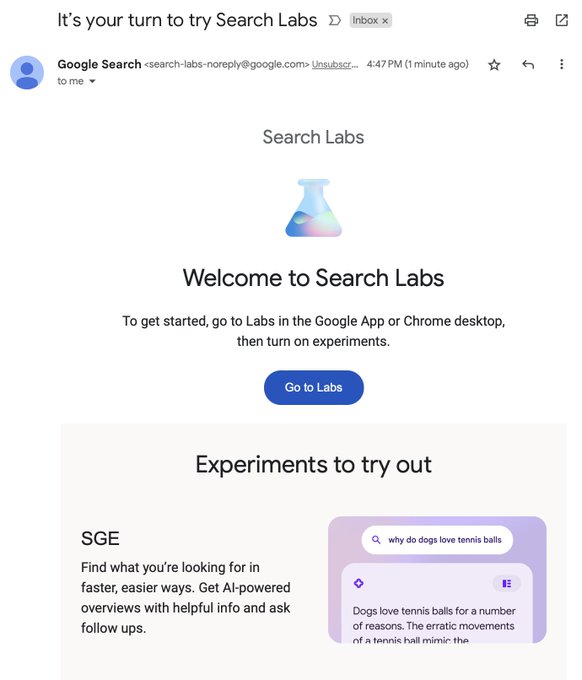 It's your turn to try Search Labs
Inbox ×
Google Search <search-labs-noreply@google.com> Unsubscr... 4:47 PM (1 minute ago)
to me
Search Labs
Welcome to Search Labs
To get started, go to Labs in the Google App or Chrome desktop,
then turn on experiments.
Go to Labs
Experiments to try out
SGE
Find what you're looking for in
faster, easier ways. Get AI-powered
overviews with helpful info and ask
follow ups.
why do dogs love tennis balls
Dogs love tennis balls for a number
of reasons. The erratic movements
of a tennis ball mimic the